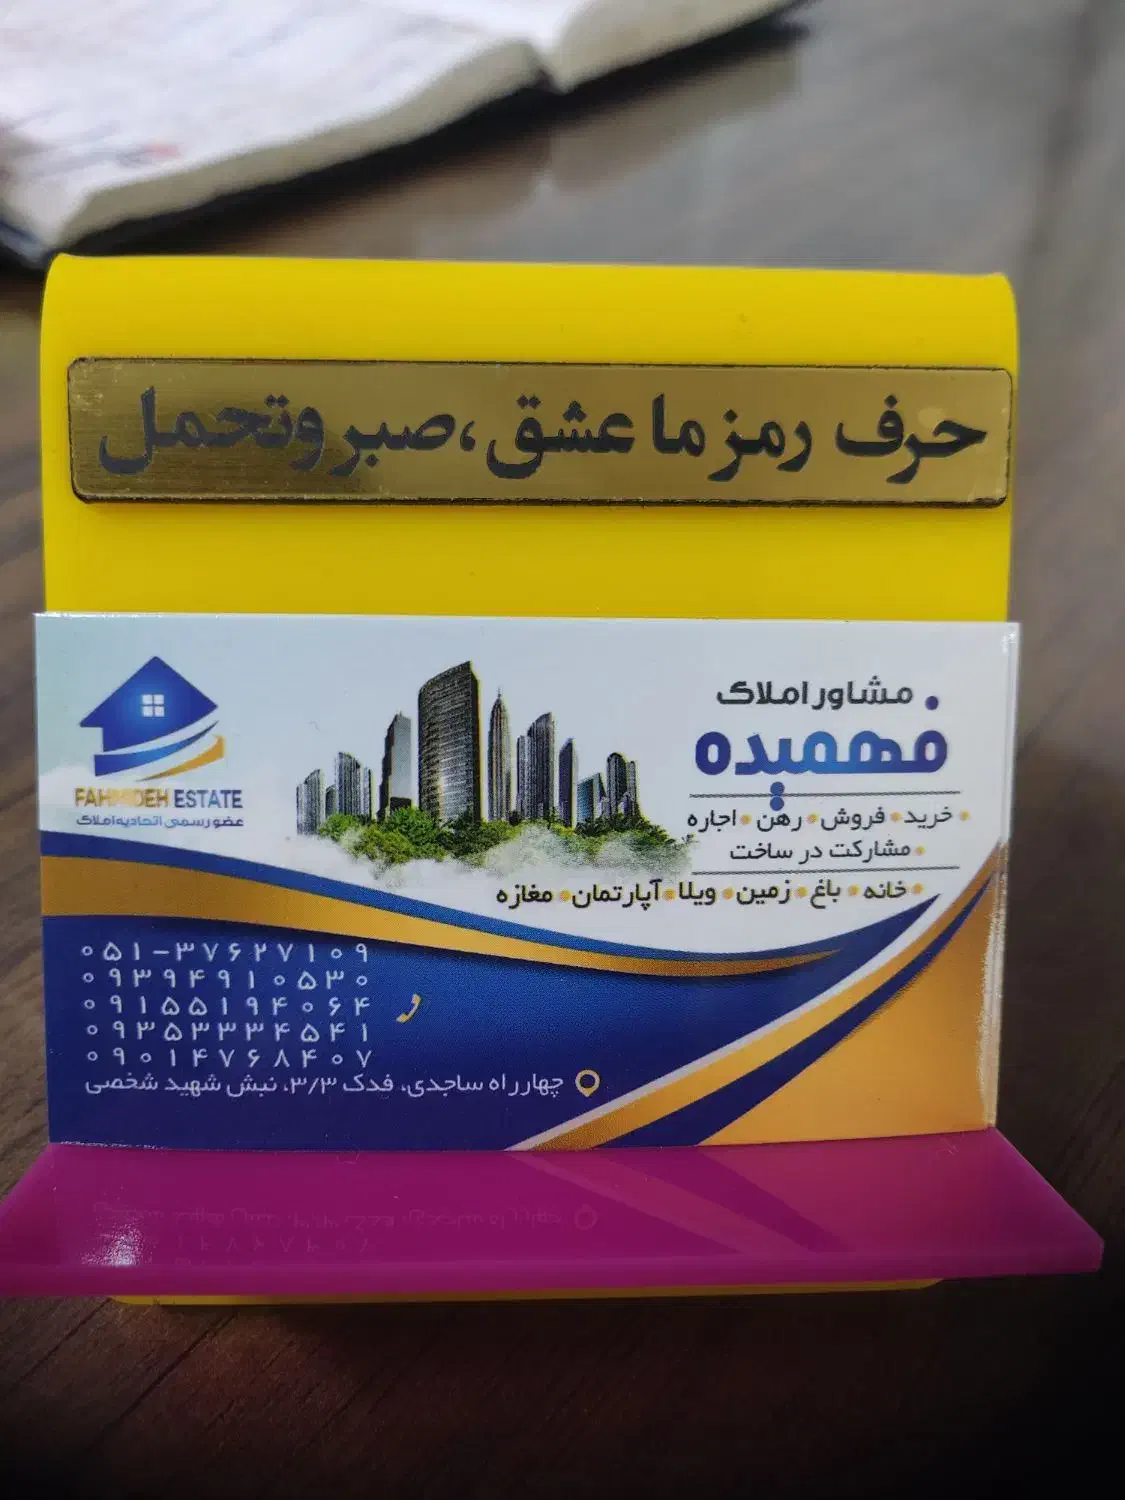 حرف رمز ما عشق،صبر وتحمل
مشاور املاک
فهمیده
خرید • فروش • رهن • اجاره
مشارکت در ساخت
خانه • باغ • زمین • ویلا • آپارتمان • مغازه
FAHMIDEH ESTATE
عضو رسمی اتحادیه املاک
۰۵۱-۳۷۶۲۷۱۰۹
۰۹۳۹۴۹۱۰۵۳۰
۰۹۱۵۵۱۹۴۰۶۴
۰۹۳۵۳۳۳۴۵۴۱
۰۹۰۱۴۷۶۸۴۰۷
چهارراه ساجدی، فدک ۳/۳، نبش شهید شخصی